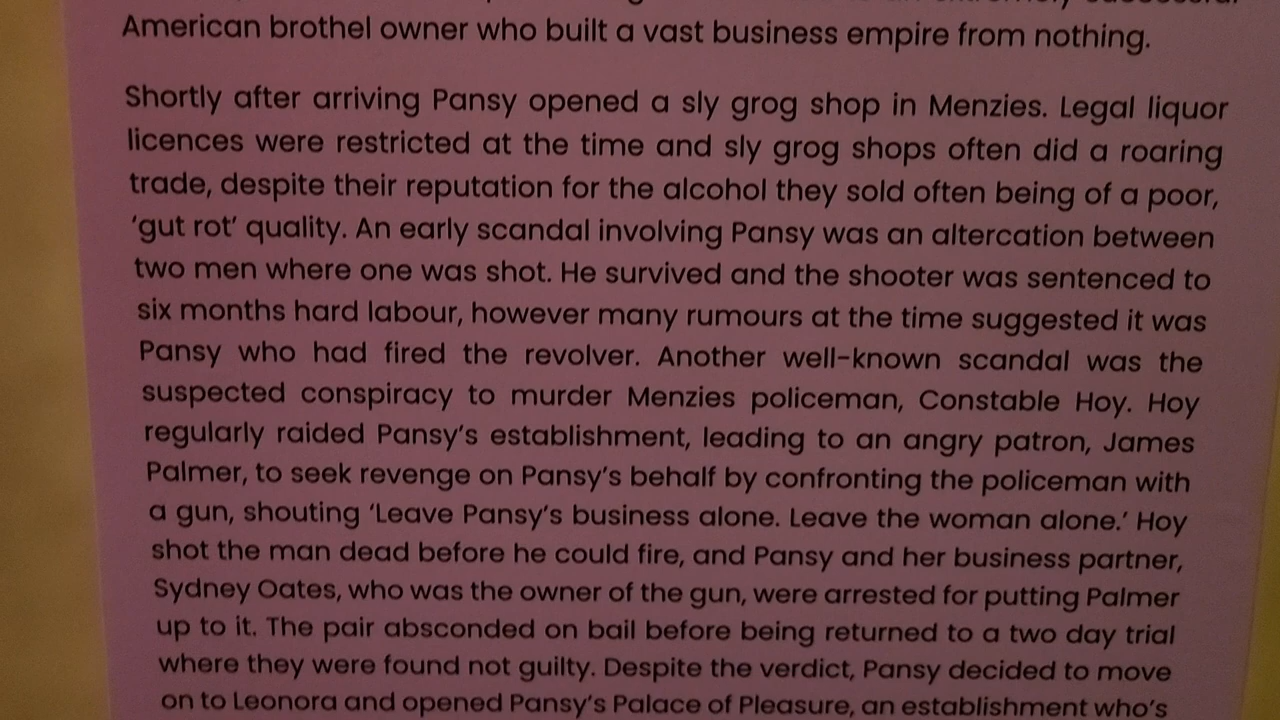 American brothel owner who built a vast business empire from nothing.
Shortly after arriving Pansy opened a sly grog shop in Menzies. Legal liquor
licences were restricted at the time and sly grog shops often did a roaring
trade, despite their reputation for the alcohol they sold often being of a poor,
‘gut rot’ quality. An early scandal involving Pansy was an altercation between
two men where one was shot. He survived and the shooter was sentenced to
six months hard labour, however many rumours at the time suggested it was
Pansy who had fired the revolver. Another well-known scandal was the
suspected conspiracy to murder Menzies policeman, Constable Hoy. Hoy
regularly raided Pansy’s establishment, leading to an angry patron, James
Palmer, to seek revenge on Pansy’s behalf by confronting the policeman with
a gun, shouting ‘Leave Pansy’s business alone. Leave the woman alone.’ Hoy
shot the man dead before he could fire, and Pansy and her business partner,
Sydney Oates, who was the owner of the gun, were arrested for putting Palmer
up to it. The pair absconded on bail before being returned to a two day trial
where they were found not guilty. Despite the verdict, Pansy decided to move
on to Leonora and opened Pansy’s Palace of Pleasure, an establishment who’s